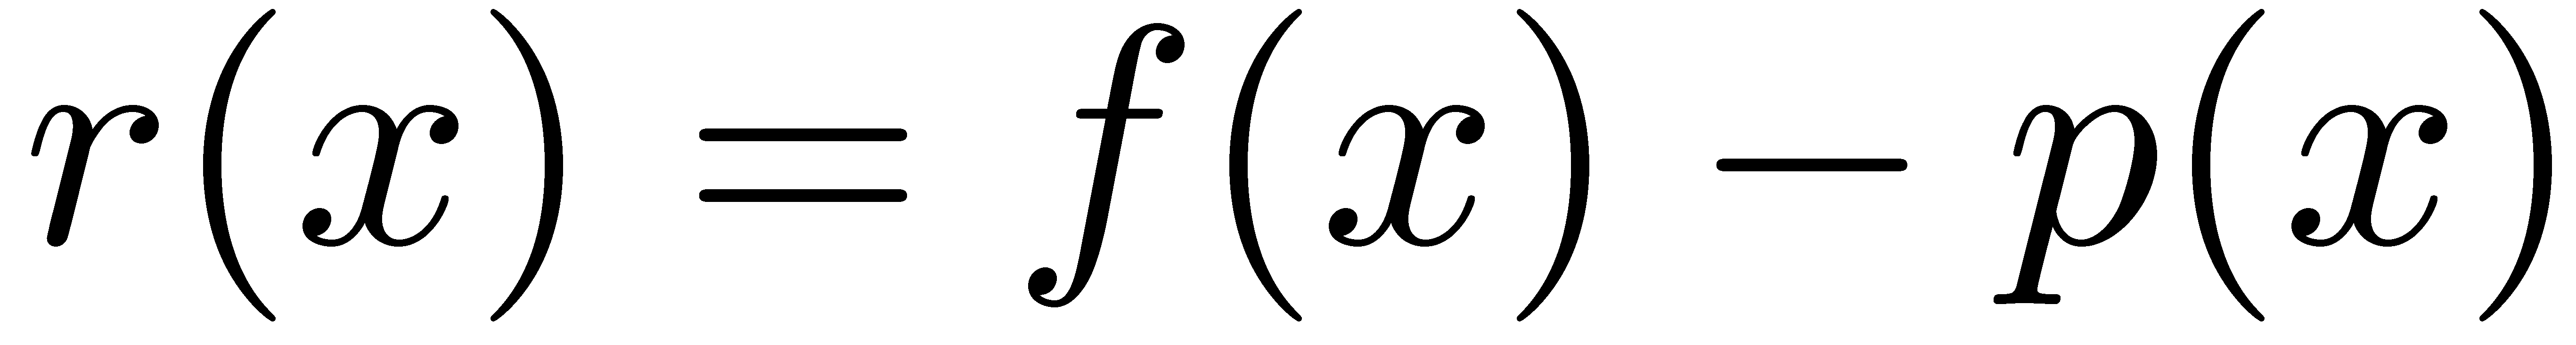 r(x) = f(x) − p(x)